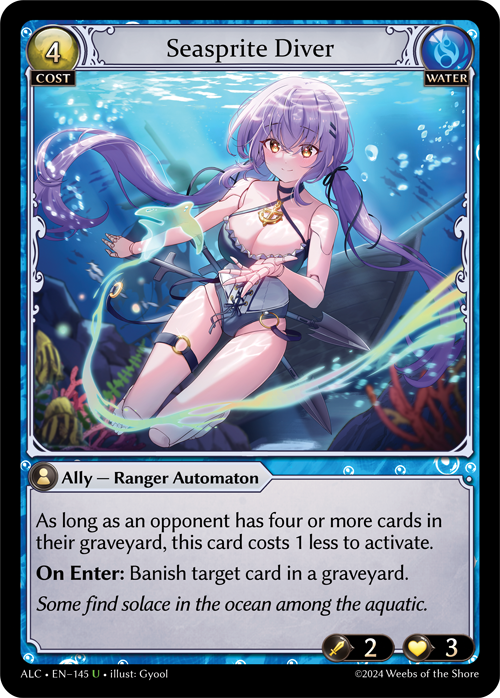 4
COST
Seasprite Diver
WATER
Ally — Ranger Automaton
As long as an opponent has four or more cards in
their graveyard, this card costs 1 less to activate.
On Enter: Banish target card in a graveyard.
Some find solace in the ocean among the aquatic.
2
3
ALC • EN–145 U • illust: Gyool
©2024 Weebs of the Shore